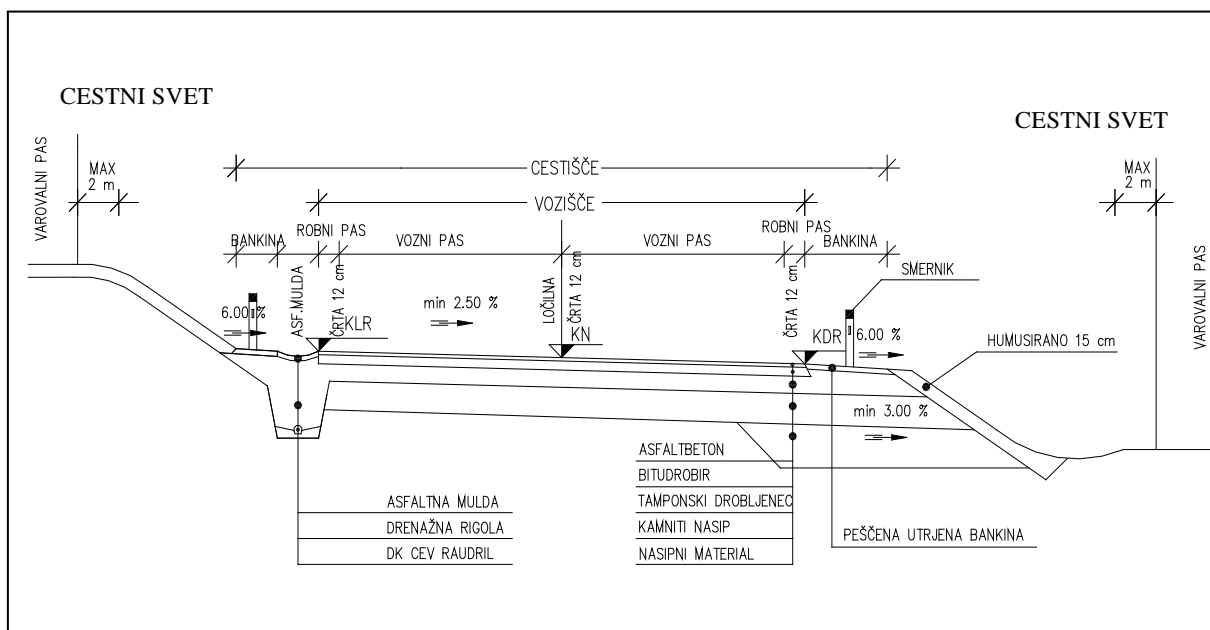 CESTNI SVET
CESTNI SVET
VAROVALNI PAS
MAX
2 m
CESTIŠČE
MAX
2 m
VOZIŠČE
ROBNI PAS
ROBNI PAS
BANKINA
VOZNI PAS
VOZNI PAS
BANKINA
VAROVALNI PAS
SMERNIK
ASF.MULDA
ČRTA 12 cm
LOČILNA
ČRTA 12 cm
ČRTA 12 cm
6.00 %
min 2.50 %
KLR
KN
KDR
6.00 %
HUMUSIRANO 15 cm
min 3.00 %
ASFALTBETON
BITUDROBIR
TAMPONSKI DROBLJENEC
KAMNITI NASIP
NASIPNI MATERIAL
ASFALTNA MULDA
DRENAŽNA RIGOLA
DK CEV RAUDRIL
PEŠČENA UTRJENA BANKINA